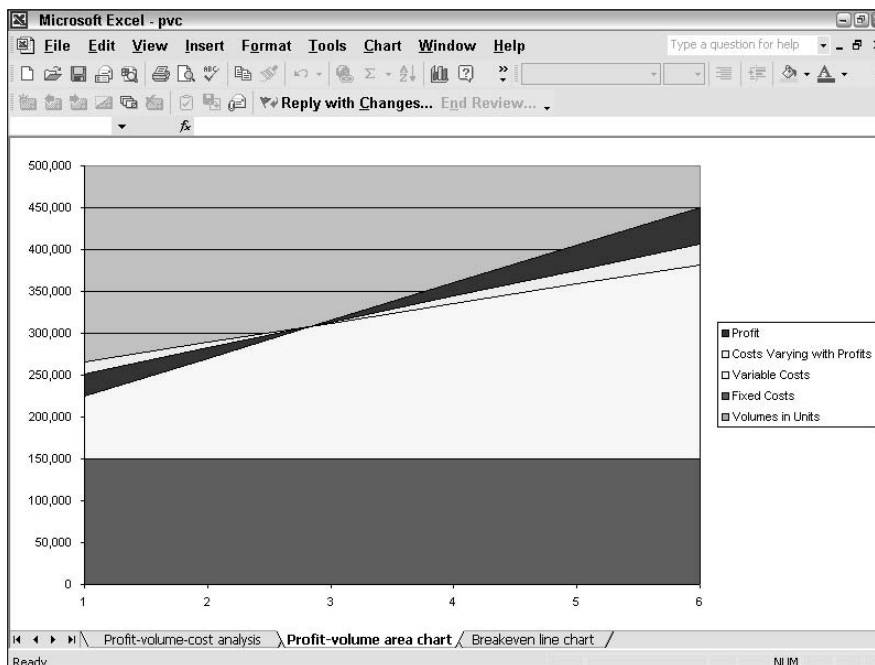 Microsoft Excel - pvc
File Edit View Insert Format Tools Chart Window Help
Type a question for help
Reply with Changes... End Review...
fx
500,000
450,000
400,000
350,000
300,000
250,000
200,000
150,000
100,000
50,000
0
1 2 3 4 5 6
Profit
Costs Varying with Profits
Variable Costs
Fixed Costs
Volumes in Units
Profit-volume-cost analysis Profit-volume area chart Breakeven line chart
Ready NUM